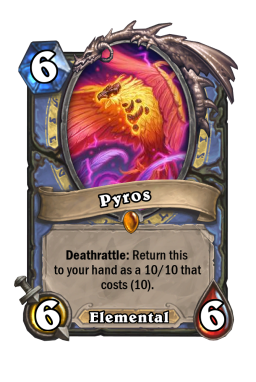 6
Pyros
Deathrattle: Return this
to your hand as a 10/10 that
costs (10).
6 Elemental 6